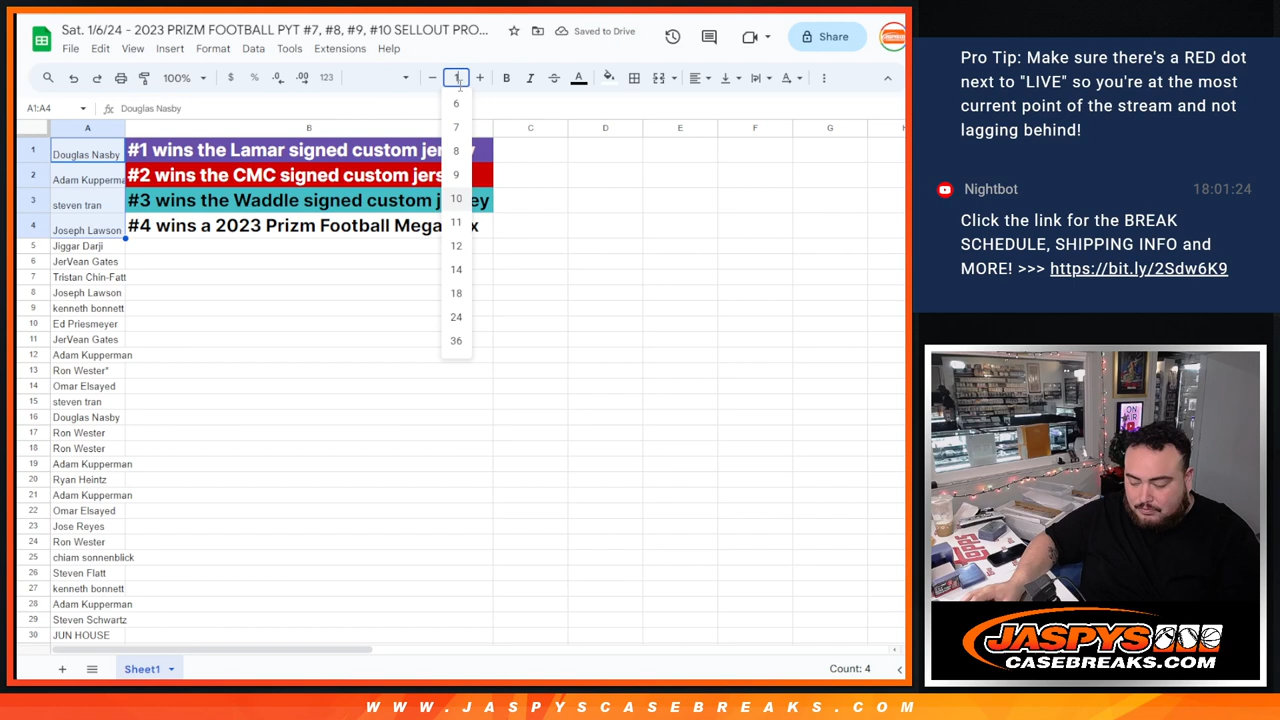 Sat. 1/6/24 - 2023 PRIZM FOOTBALL PYT #7, #8, #9, #10 SELLOUT PRO...
Saved to Drive
Share
File Edit View Insert Format Data Tools Extensions Help
100% $ % .0 .00 123 1 B I A
A1:A4 fx Douglas Nasby
A B C D E F G
1 Douglas Nasby #1 wins the Lamar signed custom jer y
2 Adam Kupperma #2 wins the CMC signed custom jers
3 steven tran #3 wins the Waddle signed custom j ey
4 Joseph Lawson #4 wins a 2023 Prizm Football Mega x
5 Jiggar Darji
6 JerVean Gates
7 Tristan Chin-Fatt
8 Joseph Lawson
9 kenneth bonnett
10 Ed Priesmeyer
11 JerVean Gates
12 Adam Kupperman
13 Ron Wester*
14 Omar Elsayed
15 steven tran
16 Douglas Nasby
17 Ron Wester
18 Ron Wester
19 Adam Kupperman
20 Ryan Heintz
21 Adam Kupperman
22 Omar Elsayed
23 Jose Reyes
24 Ron Wester
25 chiam sonnenblick
26 Steven Flatt
27 kenneth bonnett
28 Adam Kupperman
29 Steven Schwartz
30 JUN HOUSE
6
7
8
9
10
11
12
14
18
24
36
Sheet1
Count: 4
Pro Tip: Make sure there's a RED dot
next to "LIVE" so you're at the most
current point of the stream and not
lagging behind!
Nightbot 18:01:24
Click the link for the BREAK
SCHEDULE, SHIPPING INFO and
MORE! >>> https://bit.ly/2Sdw6K9
ON
AIR
JASPYS
CASEBREAKS.COM
WWW.JASPYSCASEBREAKS.COM